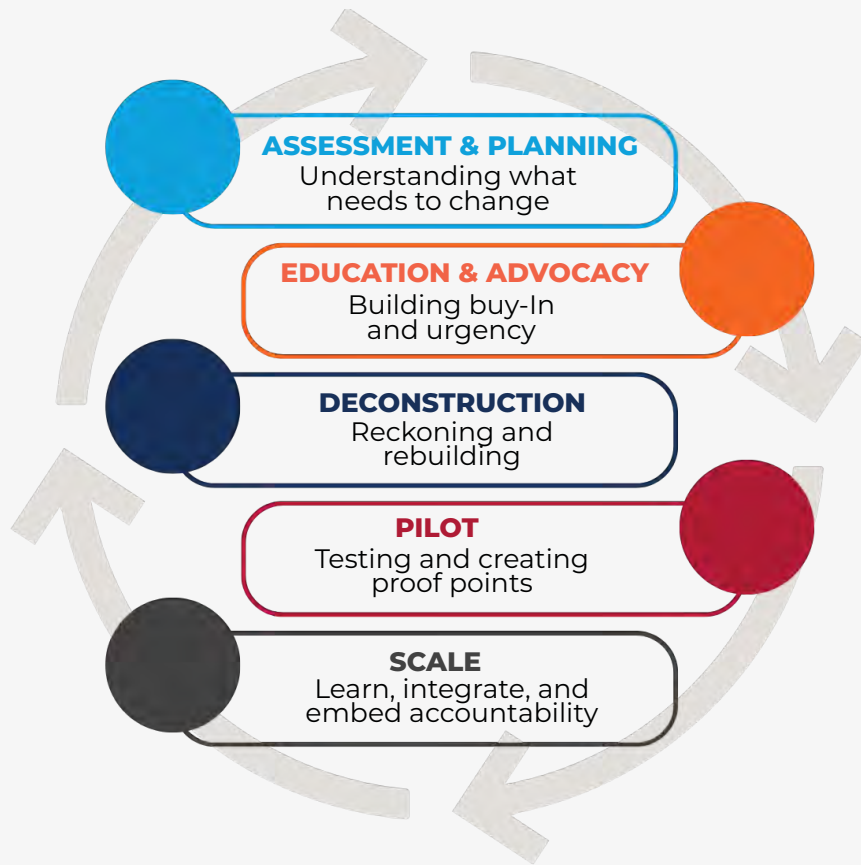 ASSESSMENT & PLANNING
Understanding what
needs to change
EDUCATION & ADVOCACY
Building buy-In
and urgency
DECONSTRUCTION
Reckoning and
rebuilding
PILOT
Testing and creating
proof points
SCALE
Learn, integrate, and
embed accountability